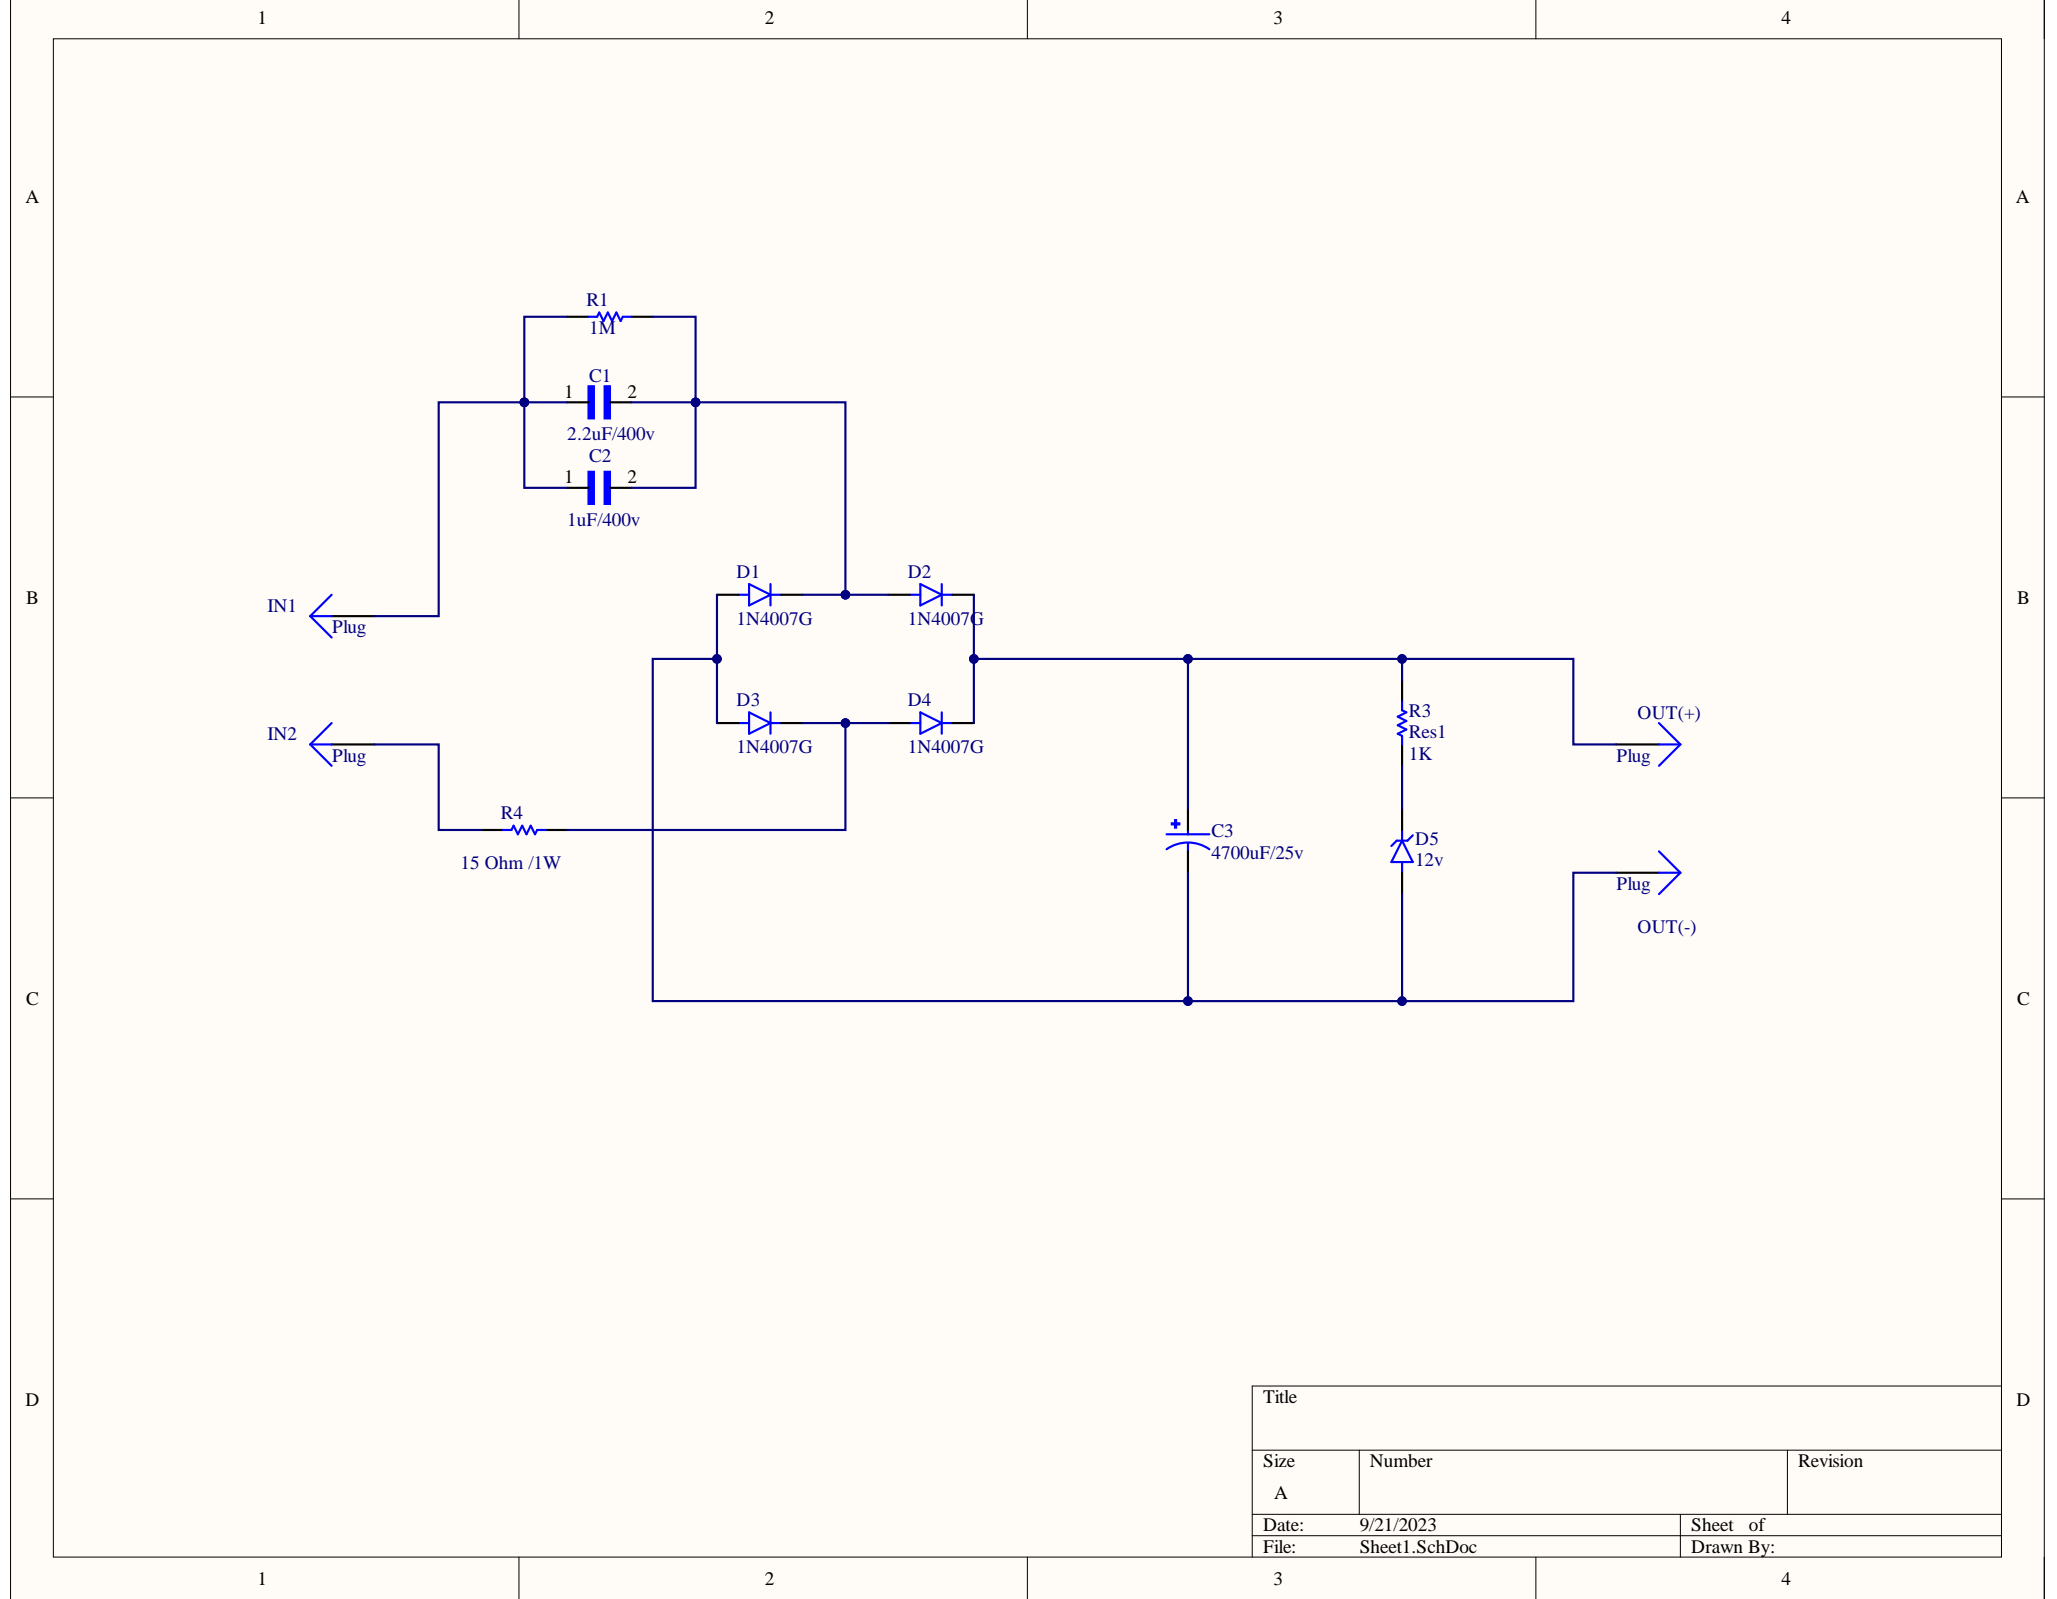 1 2 3 4
A A
R1
1M
C1
1 2
2.2uF/400v
C2
1 2
1uF/400v
D1 D2
1N4007G 1N4007G
B B
IN1
Plug
D3 D4
1N4007G 1N4007G
IN2
Plug
R3
Res1
1K
OUT(+)
Plug
R4
15 Ohm /1W
+
C3
4700uF/25v
D5
12v
Plug
OUT(-)
C C
D D
Title
Size Number Revision
A
Date: 9/21/2023 Sheet of
File: Sheet1.SchDoc Drawn By:
1 2 3 4